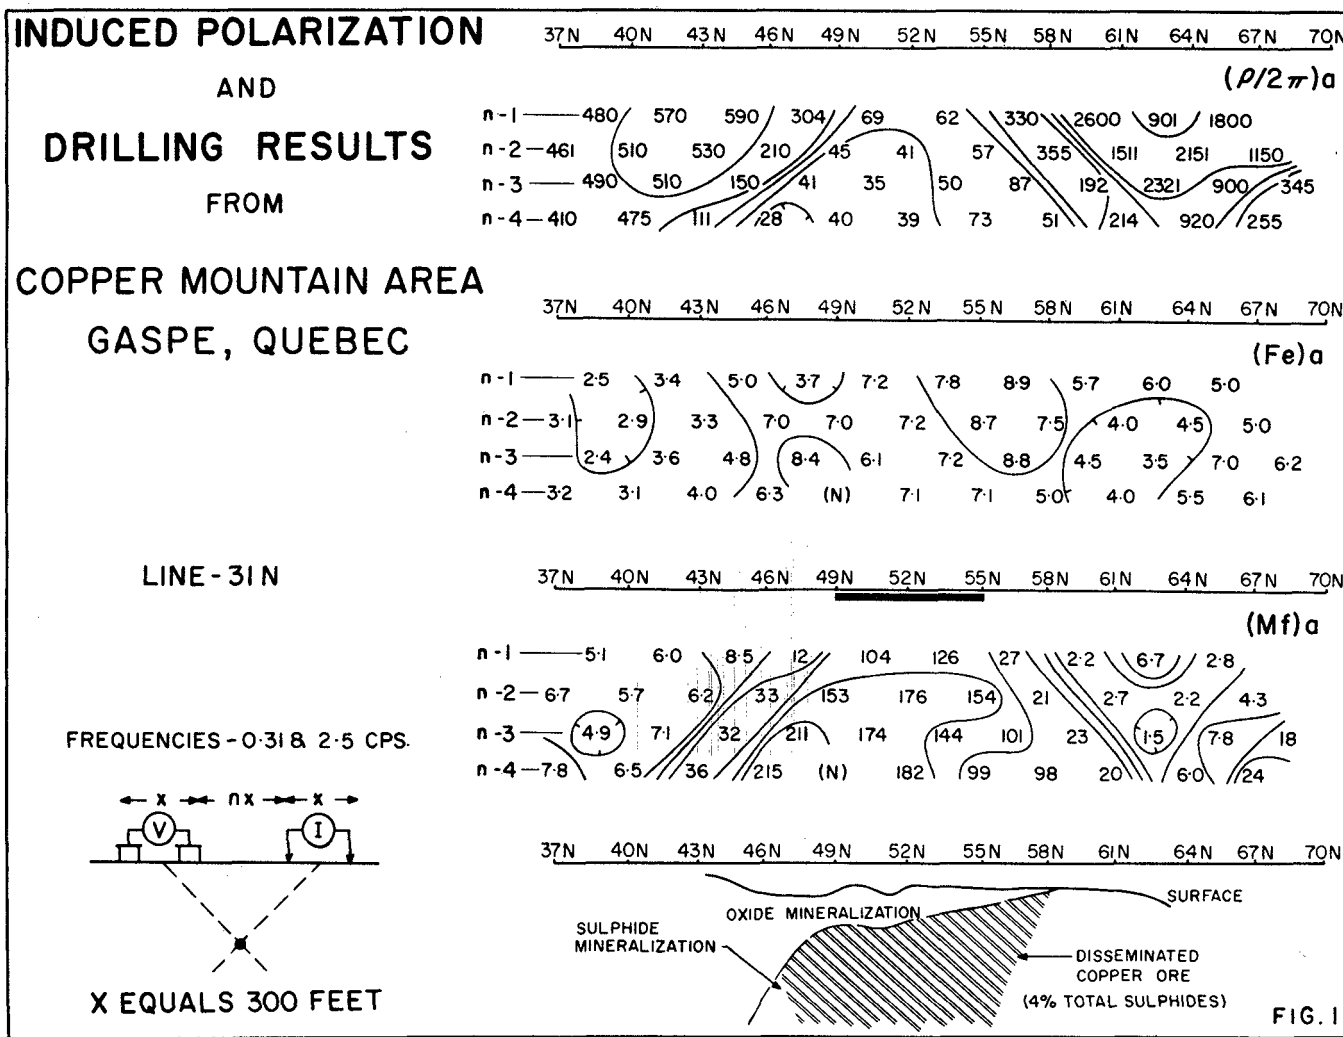 INDUCED POLARIZATION
AND
DRILLING RESULTS
FROM
COPPER MOUNTAIN AREA
GASPE, QUEBEC
LINE-31N
FREQUENCIES-0·31 & 2.5 CPS.
x nx x
V I
X EQUALS 300 FEET
37N 40N 43N 46N 49N 52N 55N 58N 61N 64N 67N 70N
(ρ/2π)a
n-1 480 570 590 304 69 62 330 2600 901 1800
n-2 461 510 530 210 45 41 57 355 1511 2151 1150
n-3 490 510 150 41 35 50 87 192 2321 900 345
n-4 410 475 111 28 40 39 73 51 214 920 255
37N 40N 43N 46N 49N 52N 55N 58N 61N 64N 67N 70N
(Fe)a
n-1 2·5 3·4 5·0 3·7 7·2 7·8 8·9 5·7 6·0 5·0
n-2 3·1 2·9 3·3 7·0 7·0 7·2 8·7 7·5 4·0 4·5 5·0
n-3 2·4 3·6 4·8 8·4 6·1 7·2 8·8 4·5 3·5 7·0 6·2
n-4 3·2 3·1 4·0 6·3 (N) 7·1 7·1 5·0 4·0 5·5 6·1
37N 40N 43N 46N 49N 52N 55N 58N 61N 64N 67N 70N
(Mf)a
n-1 5·1 6·0 8·5 12 104 126 27 2·2 6·7 2·8
n-2 6·7 5·7 6·2 33 153 176 154 21 2·7 2·2 4·3
n-3 4·9 7·1 32 211 174 144 101 23 1·5 7·8 18
n-4 7·8 6·5 36 215 (N) 182 99 98 20 6·0 24
37N 40N 43N 46N 49N 52N 55N 58N 61N 64N 67N 70N
SURFACE
OXIDE MINERALIZATION
SULPHIDE
MINERALIZATION
DISSEMINATED
COPPER ORE
(4% TOTAL SULPHIDES)
FIG. 1